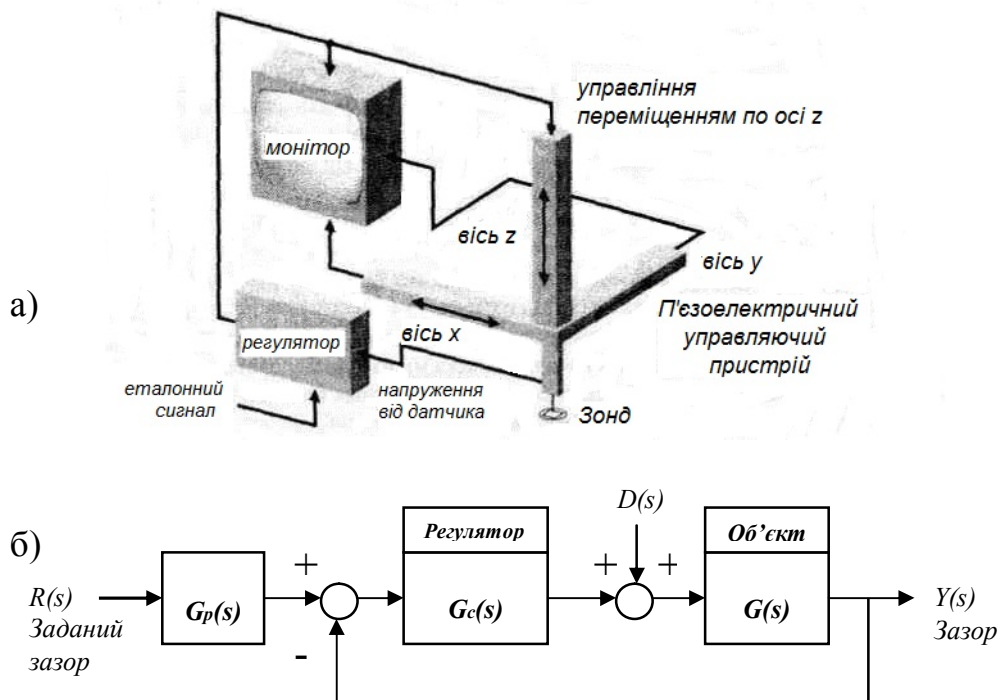 управління
переміщенням по осі z
монітор
вісь z
вісь y
а)
П'єзоелектричний
управляючий
пристрій
вісь x
регулятор
еталонний
сигнал
напруження
від датчика
Зонд
б)
D(s)
Регулятор
Об’єкт
+
+
+
R(s)
Заданий
зазор
Gp(s)
Gc(s)
G(s)
Y(s)
Зазор
-